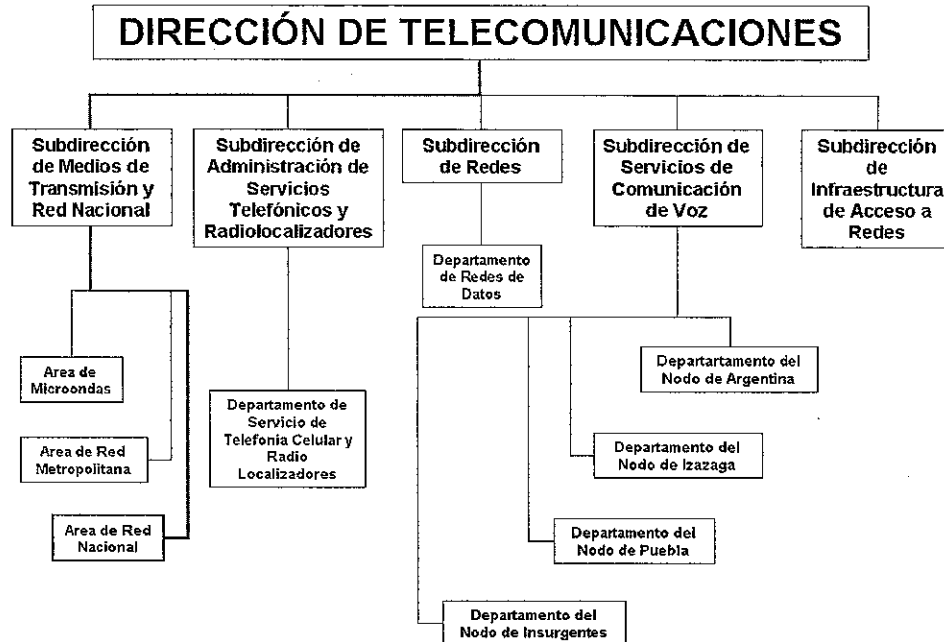 DIRECCIÓN DE TELECOMUNICACIONES
Subdirección
de Medios de
Transmisión y
Red Nacional
Subdirección de
Administración de
Servicios
Telefónicos y
Radiolocalizadores
Subdirección
de Redes
Subdirección de
Servicios de
Comunicación
de Voz
Subdirección
de
Infraestructura
de Acceso a
Redes
Departamento
de Redes de
Datos
Area de
Microondas
Departartamento del
Nodo de Argentina
Departamento de
Servicio de
Telefonía Celular y
Radio
Localizadores
Area de Red
Metropolitana
Departamento del
Nodo de Izazaga
Area de Red
Nacional
Departamento del
Nodo de Puebla
Departamento del
Nodo de Insurgentes